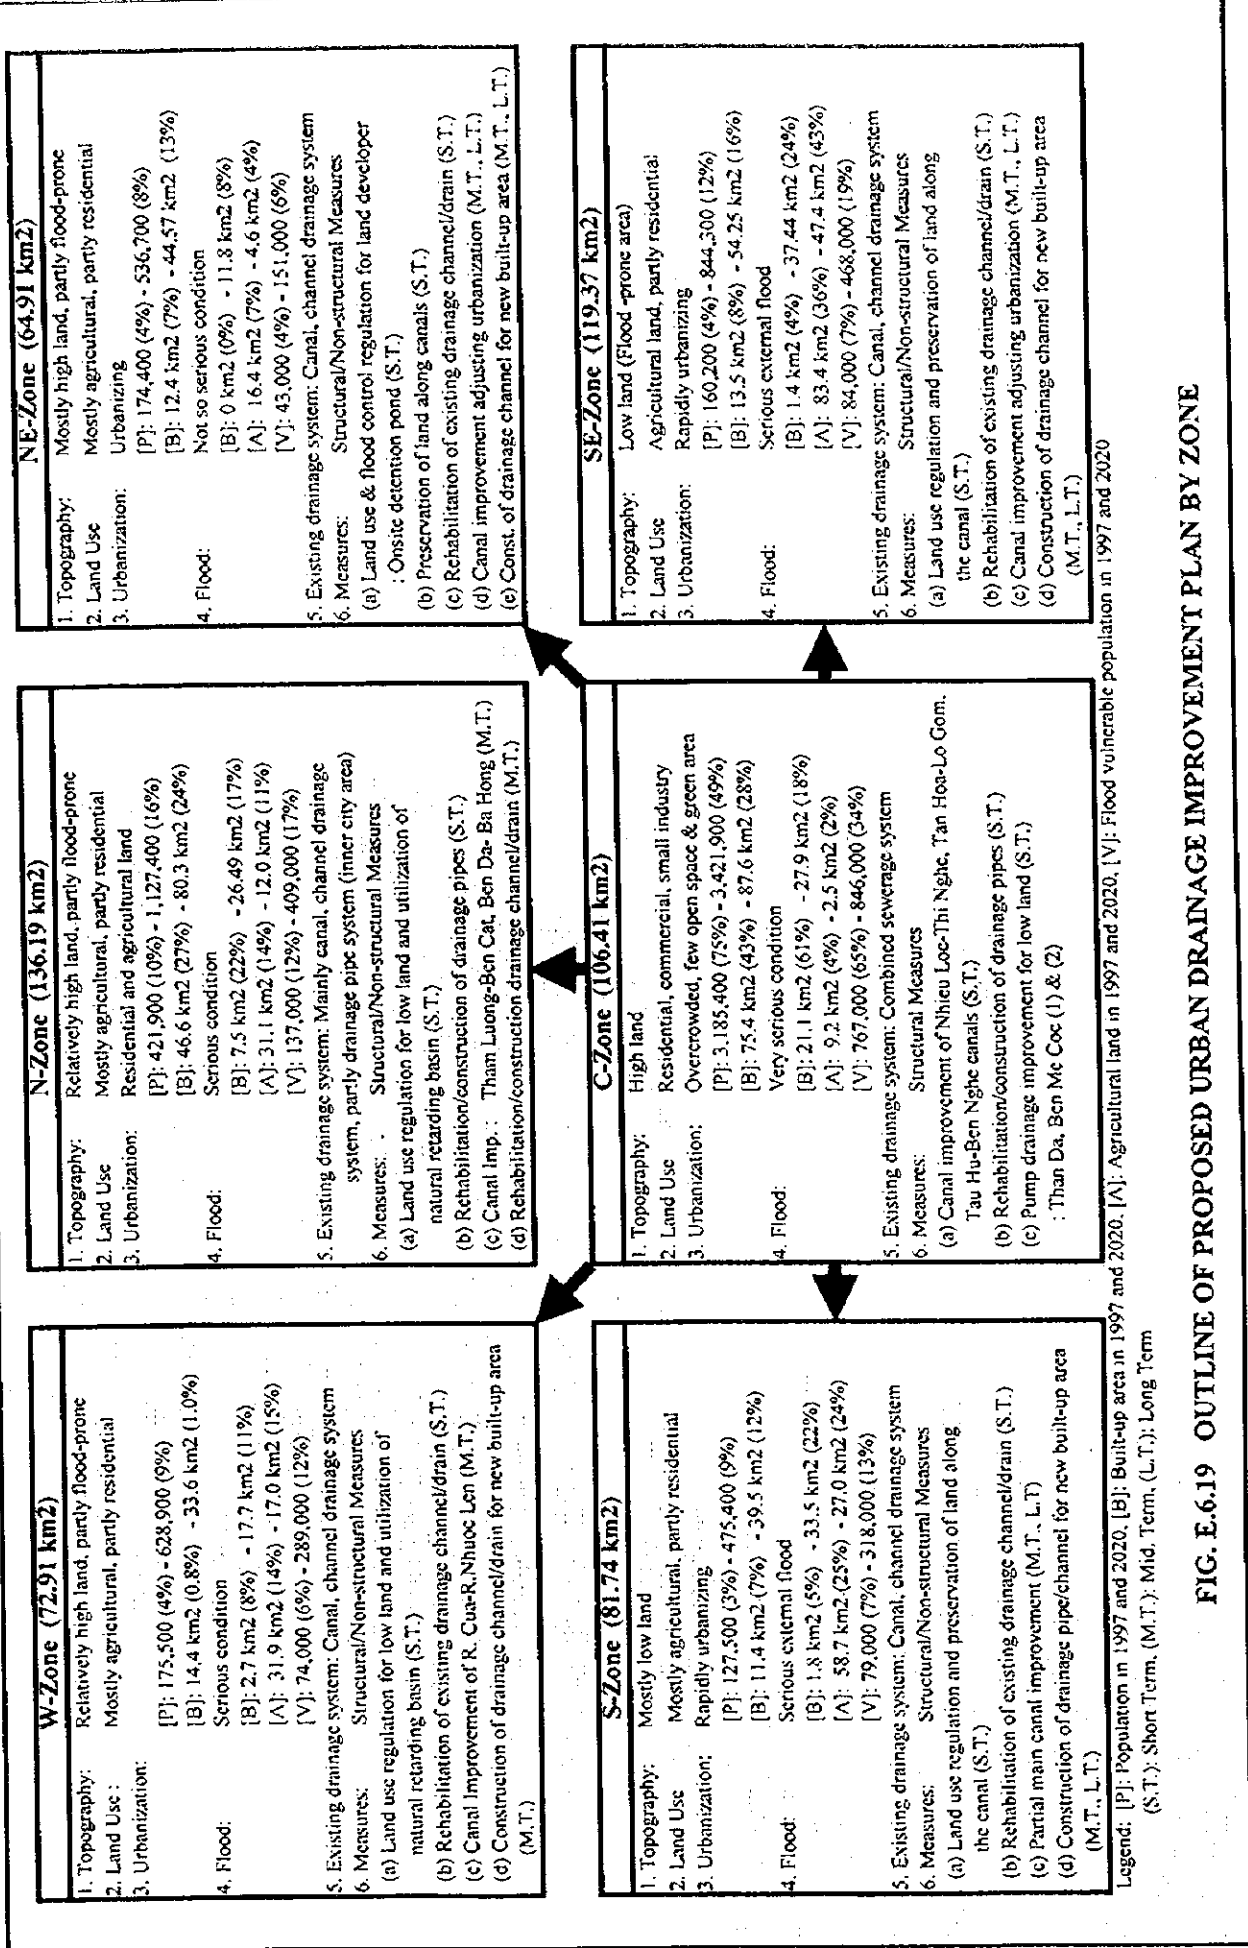 W-Zone (72.91 km2)
1. Topography: Relatively high land, partly flood-prone
2. Land Use : Mostly agricultural, partly residential
3. Urbanization:
[P]: 175,500 (4%) - 628,900 (9%)
[B]: 14.4 km2 (0.8%) - 33.6 km2 (1.0%)
4. Flood: Serious condition
[B]: 2.7 km2 (8%) - 17.7 km2 (11%)
[A]: 31.9 km2 (14%) - 17.0 km2 (15%)
[V]: 74,000 (6%) - 289,000 (12%)
5. Existing drainage system: Canal, channel drainage system
6. Measures: Structural/Non-structural Measures
(a) Land use regulation for low land and utilization of
natural retarding basin (S.T.)
(b) Rehabilitation of existing drainage channel/drain (S.T.)
(c) Canal Improvement of R. Cua-R.Nhuoc Len (M.T.)
(d) Construction of drainage channel/drain for new built-up area
(M.T.)
N-Zone (136.19 km2)
1. Topography: Relatively high land, partly flood-prone
2. Land Use Mostly agricultural, partly residential
3. Urbanization: Residential and agricultural land
[P]: 421,900 (10%) - 1,127,400 (16%)
[B]: 46.6 km2 (27%) - 80.3 km2 (24%)
4. Flood: Serious condition
[B]: 7.5 km2 (22%) -26.49 km2 (17%)
[A]: 31.1 km2 (14%) - 12.0 km2 (11%)
[V]: 137,000 (12%) - 409,000 (17%)
5. Existing drainage system: Mainly canal, channel drainage
system, partly drainage pipe system (inner city area)
6. Measures: Structural/Non-structural Measures
(a) Land use regulation for low land and utilization of
natural retarding basin (S.T.)
(b) Rehabilitation/construction of drainage pipes (S.T.)
(c) Canal Imp. : Tham Luong-Ben Cat, Ben Da- Ba Hong (M.T.)
(d) Rehabilitation/construction drainage channel/drain (M.T.)
NE-Zone (64.91 km2)
1. Topography: Mostly high land, partly flood-prone
2. Land Use Mostly agricultural, partly residential
3. Urbanization: Urbanizing
[P]: 174,400 (4%) - 536,700 (8%)
[B]: 12.4 km2 (7%) - 44.57 km2 (13%)
4. Flood: Not so serious condition
[B]: 0 km2 (0%) - 11.8 km2 (8%)
[A]: 16.4 km2 (7%) - 4.6 km2 (4%)
[V]: 43,000 (4%) - 151,000 (6%)
5. Existing drainage system: Canal, channel drainage system
6. Measures: Structural/Non-structural Measures
(a) Land use & flood control regulation for land developer
: Onsite detention pond (S.T.)
(b) Preservation of land along canals (S.T.)
(c) Rehabilitation of existing drainage channel/drain (S.T.)
(d) Canal improvement adjusting urbanization (M.T., L.T.)
(e) Const. of drainage channel for new built-up area (M.T., L.T.)
S-Zone (81.74 km2)
1. Topography: Mostly low land
2. Land Use Mostly agricultural, partly residential
3. Urbanization: Rapidly urbanizing
[P]: 127,500 (3%) - 475,400 (9%)
[B]: 11.4 km2 (7%) - 39.5 km2 (12%)
4. Flood: Serious external flood
[B]: 1.8 km2 (5%) - 33.5 km2 (22%)
[A]: 58.7 km2 (25%) - 27.0 km2 (24%)
[V]: 79,000 (7%) - 318,000 (13%)
5. Existing drainage system: Canal, channel drainage system
6. Measures: Structural/Non-structural Measures
(a) Land use regulation and preservation of land along
the canal (S.T.)
(b) Rehabilitation of existing drainage channel/drain (S.T.)
(c) Partial main canal improvement (M.T., L.T)
(d) Construction of drainage pipe/channel for new built-up area
(M.T., L.T.)
C-Zone (106.41 km2)
1. Topography: High land
2. Land Use Residential, commercial, small industry
3. Urbanization: Overcrowded, few open space & green area
[P]: 3,185,400 (75%) - 3,421,900 (49%)
[B]: 75.4 km2 (43%) - 87.6 km2 (28%)
4. Flood: Very serious condition
[B]: 21.1 km2 (61%) - 27.9 km2 (18%)
[A]: 9.2 km2 (4%) - 2.5 km2 (2%)
[V]: 767,000 (65%) - 846,000 (34%)
5. Existing drainage system: Combined sewerage system
6. Measures: Structural Measures
(a) Canal improvement of Nhieu Loc-Thi Nghe, Tan Hoa-Lo Gom.
Tau Hu-Ben Nghe canals (S.T.)
(b) Rehabilitation/construction of drainage pipes (S.T.)
(c) Pump drainage improvement for low land (S.T.)
: Than Da, Ben Me Coc (1) & (2)
SE-Zone (119.37 km2)
1. Topography: Low land (Flood -prone area)
2. Land Use Agricultural land, partly residential
3. Urbanization: Rapidly urbanizing
[P]: 160,200 (4%) - 844,300 (12%)
[B]: 13.5 km2 (8%) - 54.25 km2 (16%)
4. Flood: Serious external flood
[B]: 1.4 km2 (4%) - 37.44 km2 (24%)
[A]: 83.4 km2 (36%) - 47.4 km2 (43%)
[V]: 84,000 (7%) - 468,000 (19%)
5. Existing drainage system: Canal, channel drainage system
6. Measures: Structural/Non-structural Measures
(a) Land use regulation and preservation of land along
the canal (S.T.)
(b) Rehabilitation of existing drainage channel/drain (S.T.)
(c) Canal improvement adjusting urbanization (M.T., L.T.)
(d) Construction of drainage channel for new built-up area
(M.T., L.T.)
Legend: [P]: Population in 1997 and 2020, [B]: Built-up area in 1997 and 2020. [A]: Agricultural land in 1997 and 2020, [V]: Flood vulnerable population in 1997 and 2020
(S.T.): Short Term, (M.T.): Mid. Term, (L.T.): Long Term
FIG. E.6.19 OUTLINE OF PROPOSED URBAN DRAINAGE IMPROVEMENT PLAN BY ZONE